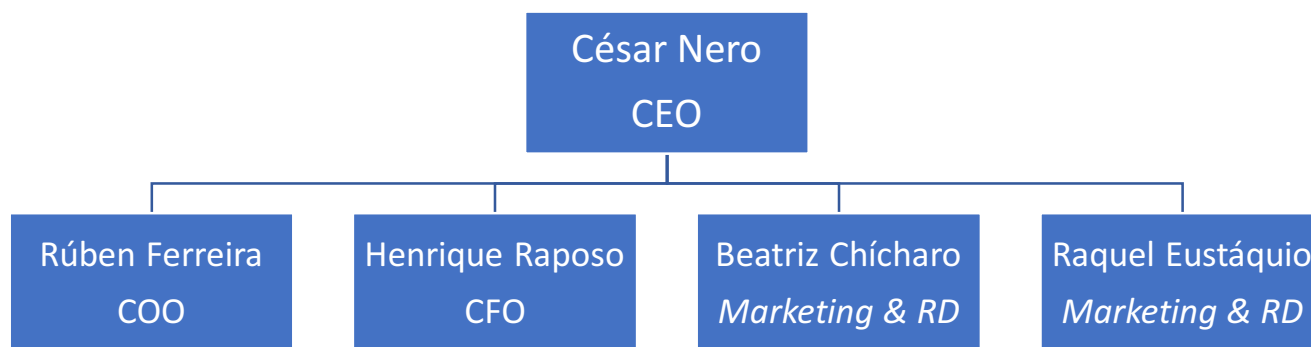 César Nero
CEO
Rúben Ferreira
COO
Henrique Raposo
CFO
Beatriz Chícharo
Marketing & RD
Raquel Eustáquio
Marketing & RD